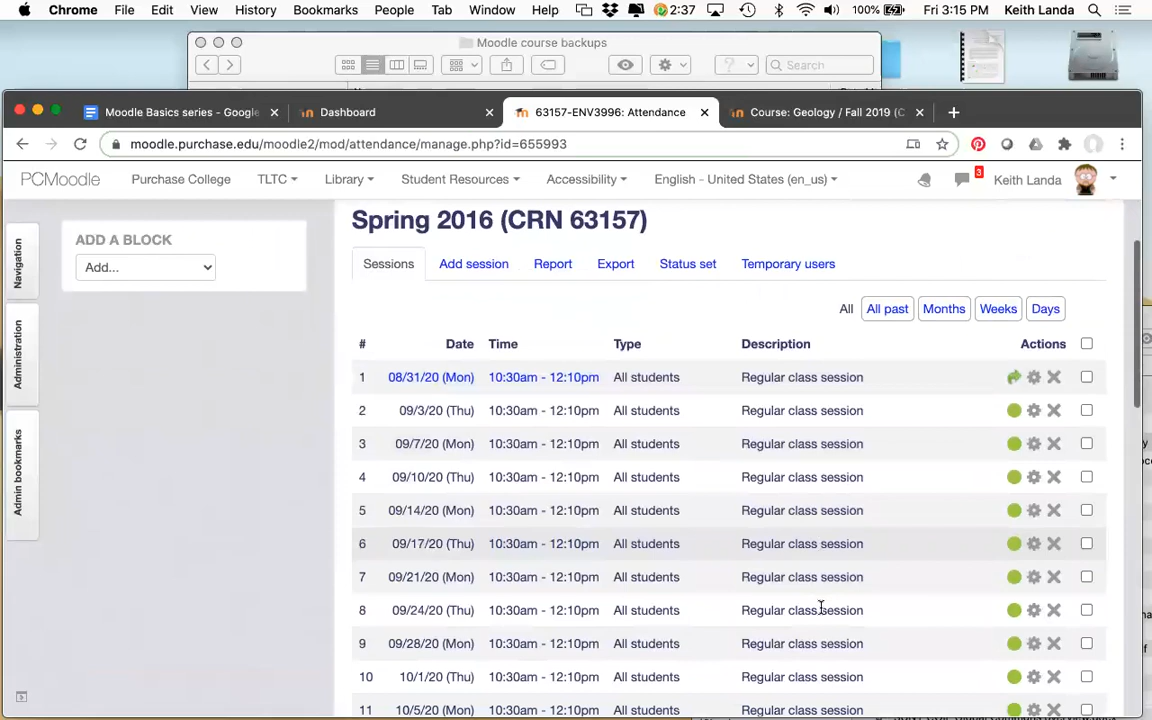 Chrome File Edit View History Bookmarks People Tab Window Help 2:37 100% Fri 3:15 PM Keith Landa
Moodle course backups
Search
Moodle Basics series - Google Dashboard 63157-ENV3996: Attendance Course: Geology / Fall 2019 (C
moodle.purchase.edu/moodle2/mod/attendance/manage.php?id=655993
PCMoodle Purchase College TLTC Library Student Resources Accessibility English - United States (en_us) 3 Keith Landa
Navigation
Administration
Admin bookmarks
ADD A BLOCK
Add...
Spring 2016 (CRN 63157)
Sessions Add session Report Export Status set Temporary users
All All past Months Weeks Days
# Date Time Type Description Actions
1 08/31/20 (Mon) 10:30am - 12:10pm All students Regular class session
2 09/3/20 (Thu) 10:30am - 12:10pm All students Regular class session
3 09/7/20 (Mon) 10:30am - 12:10pm All students Regular class session
4 09/10/20 (Thu) 10:30am - 12:10pm All students Regular class session
5 09/14/20 (Mon) 10:30am - 12:10pm All students Regular class session
6 09/17/20 (Thu) 10:30am - 12:10pm All students Regular class session
7 09/21/20 (Mon) 10:30am - 12:10pm All students Regular class session
8 09/24/20 (Thu) 10:30am - 12:10pm All students Regular class session
9 09/28/20 (Mon) 10:30am - 12:10pm All students Regular class session
10 10/1/20 (Thu) 10:30am - 12:10pm All students Regular class session
11 10/5/20 (Mon) 10:30am - 12:10pm All students Regular class session